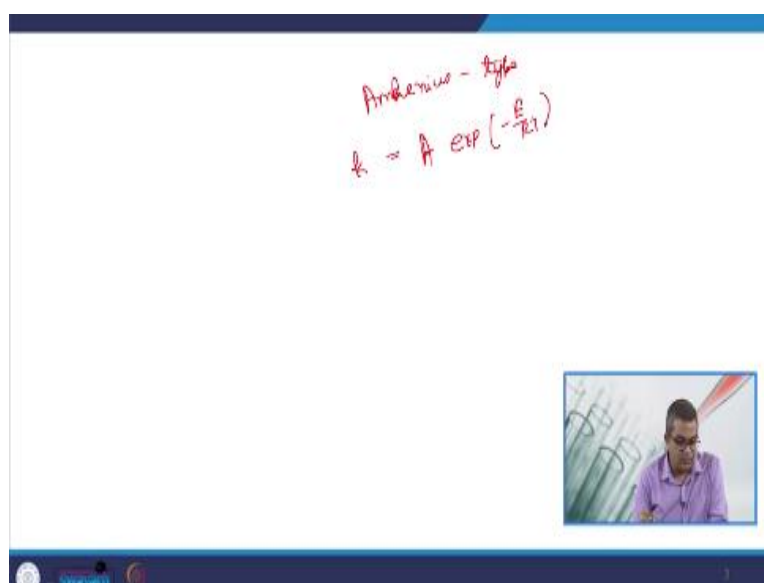 Arrhenius - type
k = A exp(-E/RT)